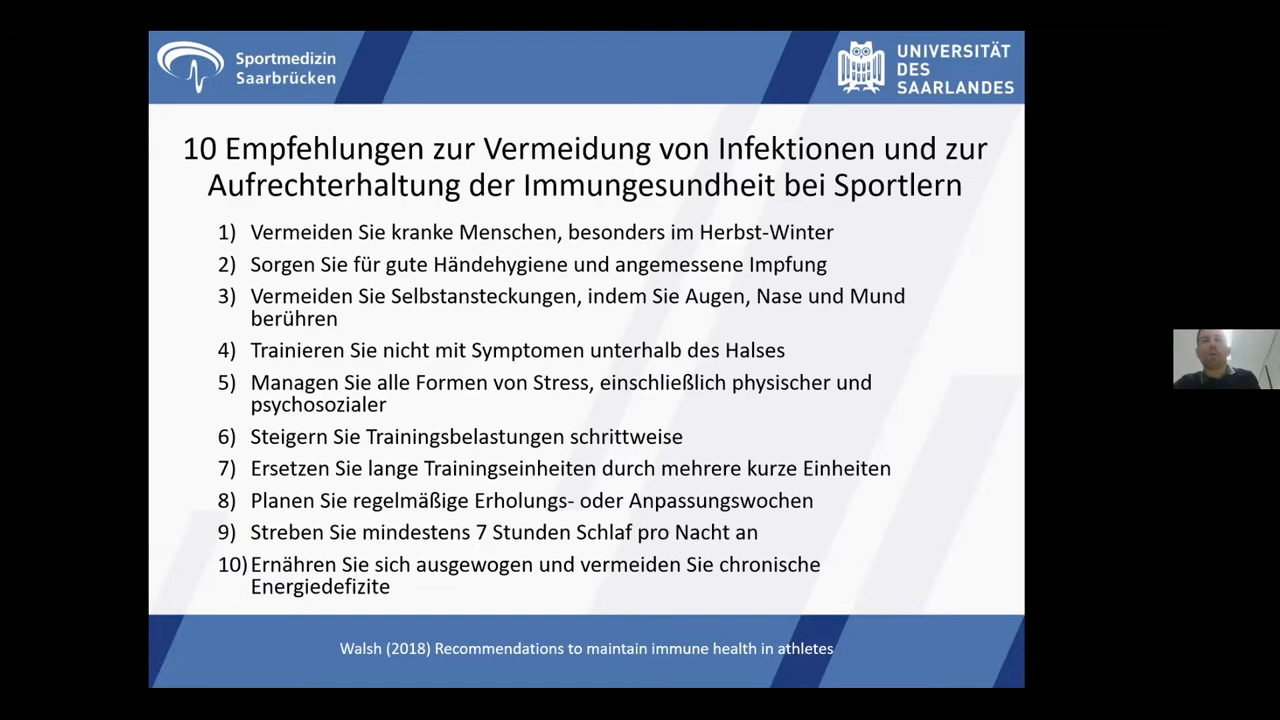 Sportmedizin
Saarbrücken
UNIVERSITÄT
DES
SAARLANDES
10 Empfehlungen zur Vermeidung von Infektionen und zur
Aufrechterhaltung der Immungesundheit bei Sportlern
1) Vermeiden Sie kranke Menschen, besonders im Herbst-Winter
2) Sorgen Sie für gute Händehygiene und angemessene Impfung
3) Vermeiden Sie Selbstansteckungen, indem Sie Augen, Nase und Mund
berühren
4) Trainieren Sie nicht mit Symptomen unterhalb des Halses
5) Managen Sie alle Formen von Stress, einschließlich physischer und
psychosozialer
6) Steigern Sie Trainingsbelastungen schrittweise
7) Ersetzen Sie lange Trainingseinheiten durch mehrere kurze Einheiten
8) Planen Sie regelmäßige Erholungs- oder Anpassungswochen
9) Streben Sie mindestens 7 Stunden Schlaf pro Nacht an
10) Ernähren Sie sich ausgewogen und vermeiden Sie chronische
Energiedefizite
Walsh (2018) Recommendations to maintain immune health in athletes